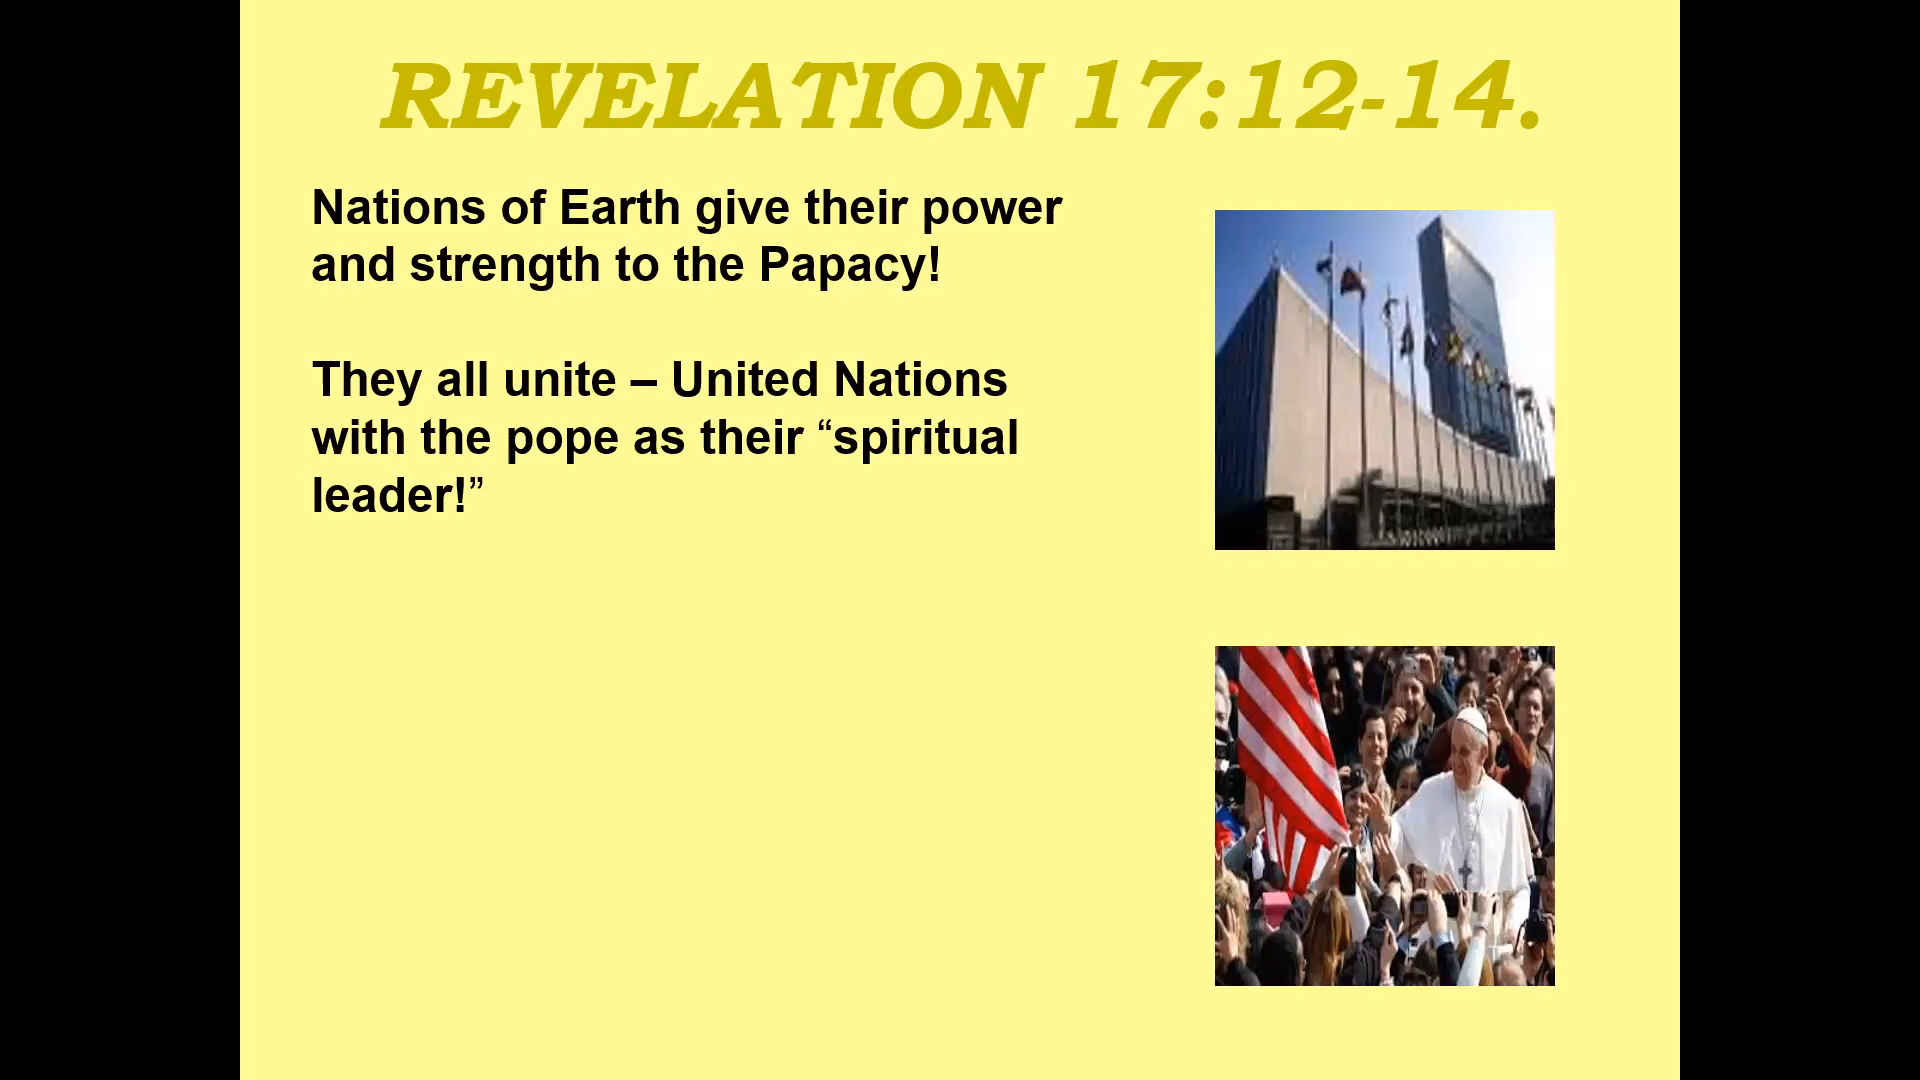 REVELATION 17:12-14.
Nations of Earth give their power
and strength to the Papacy!
They all unite – United Nations
with the pope as their “spiritual
leader!”